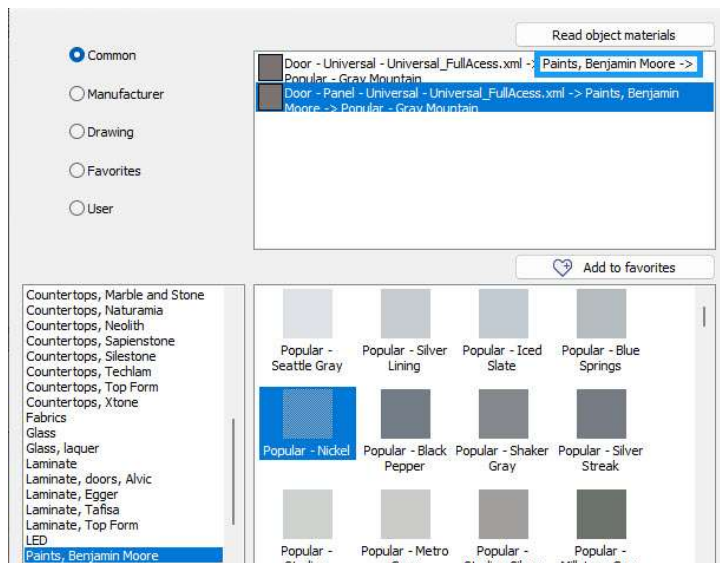 Read object materials
Common
Manufacturer
Drawing
Favorites
User
Door - Universal - Universal_FullAcess.xml -> Paints, Benjamin Moore ->
Popular - Gray Mountain
Door - Panel - Universal - Universal_FullAcess.xml -> Paints, Benjamin
Moore -> Popular - Gray Mountain
Add to favorites
Countertops, Marble and Stone
Countertops, Naturamia
Countertops, Neolith
Countertops, Sapienstone
Countertops, Silestone
Countertops, Techlam
Countertops, Top Form
Countertops, Xtone
Fabrics
Glass
Glass, laquer
Laminate
Laminate, doors, Alvic
Laminate, Egger
Laminate, Tafisa
Laminate, Top Form
LED
Paints, Benjamin Moore
Popular -
Seattle Gray
Popular - Silver
Lining
Popular - Iced
Slate
Popular - Blue
Springs
Popular - Nickel
Popular - Black
Pepper
Popular - Shaker
Gray
Popular - Silver
Streak
Popular -
Popular - Metro
Popular -
Popular -